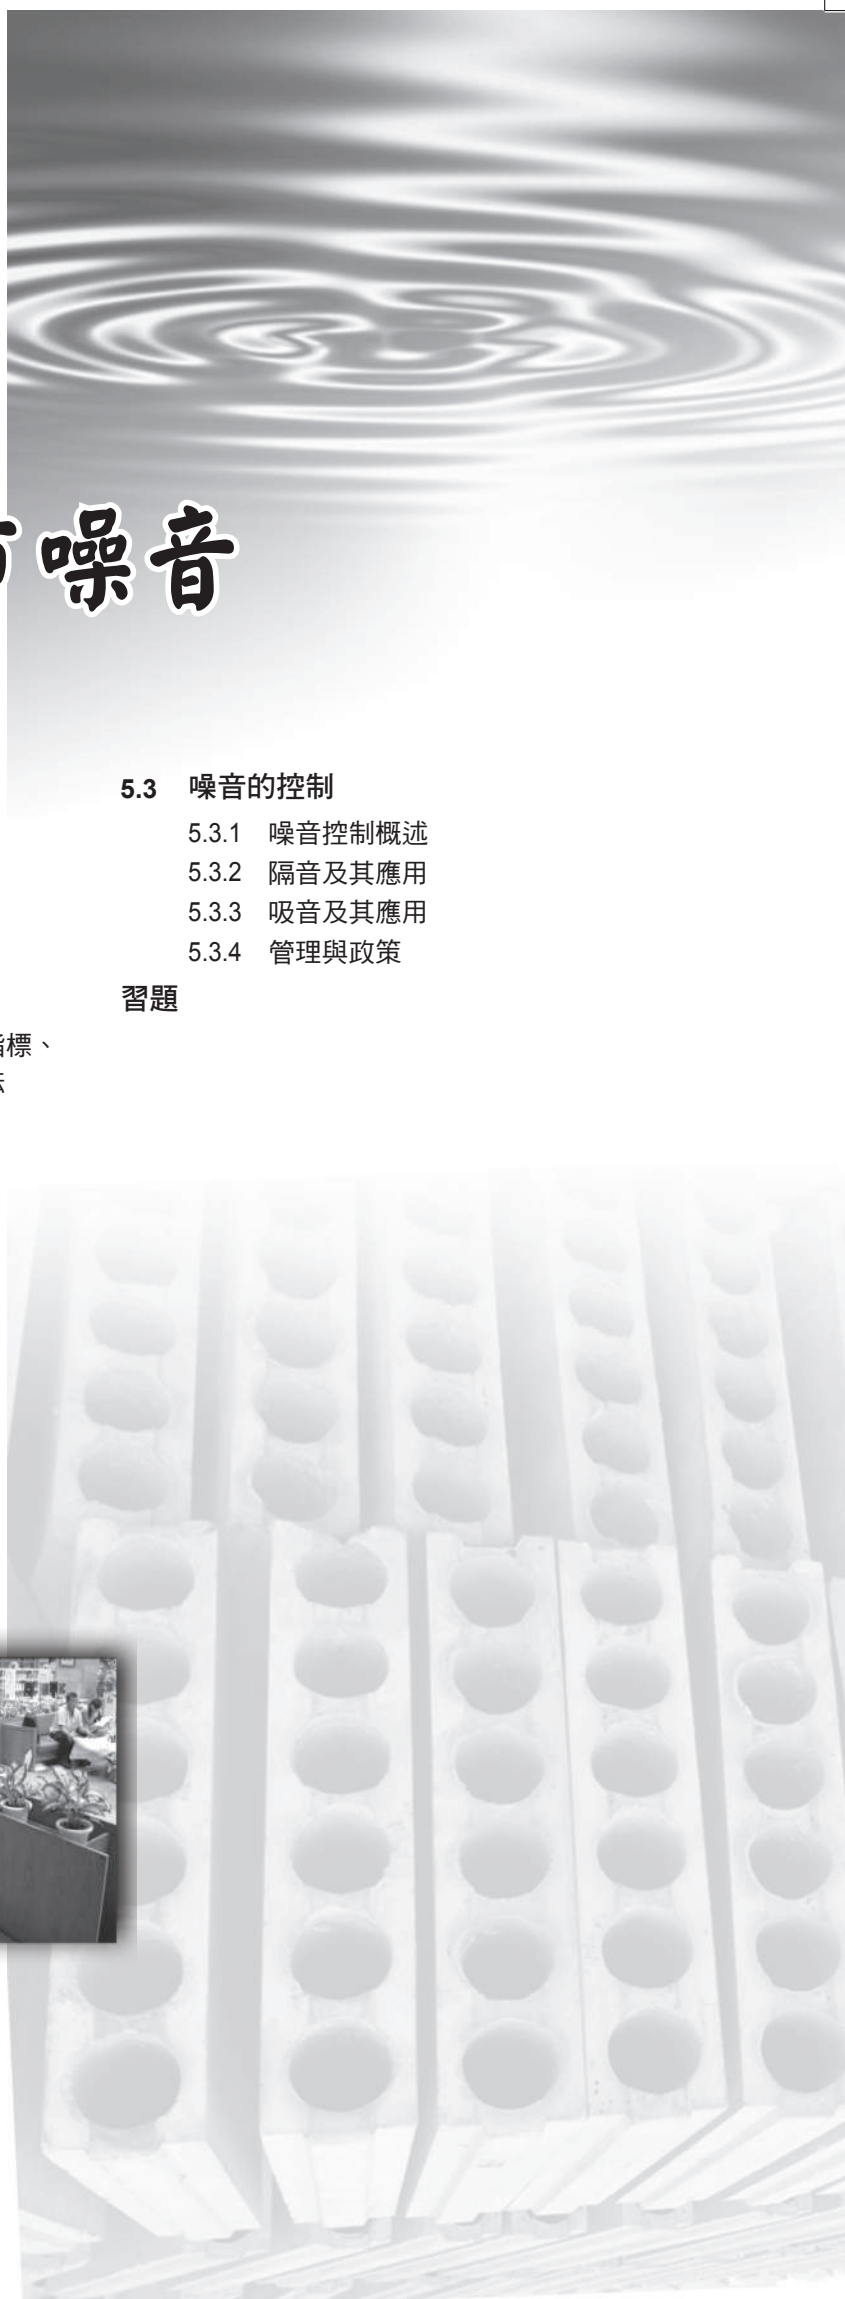 噪音
5.3 噪音的控制
5.3.1 噪音控制概述
5.3.2 隔音及其應用
5.3.3 吸音及其應用
5.3.4 管理與政策
習題
標、